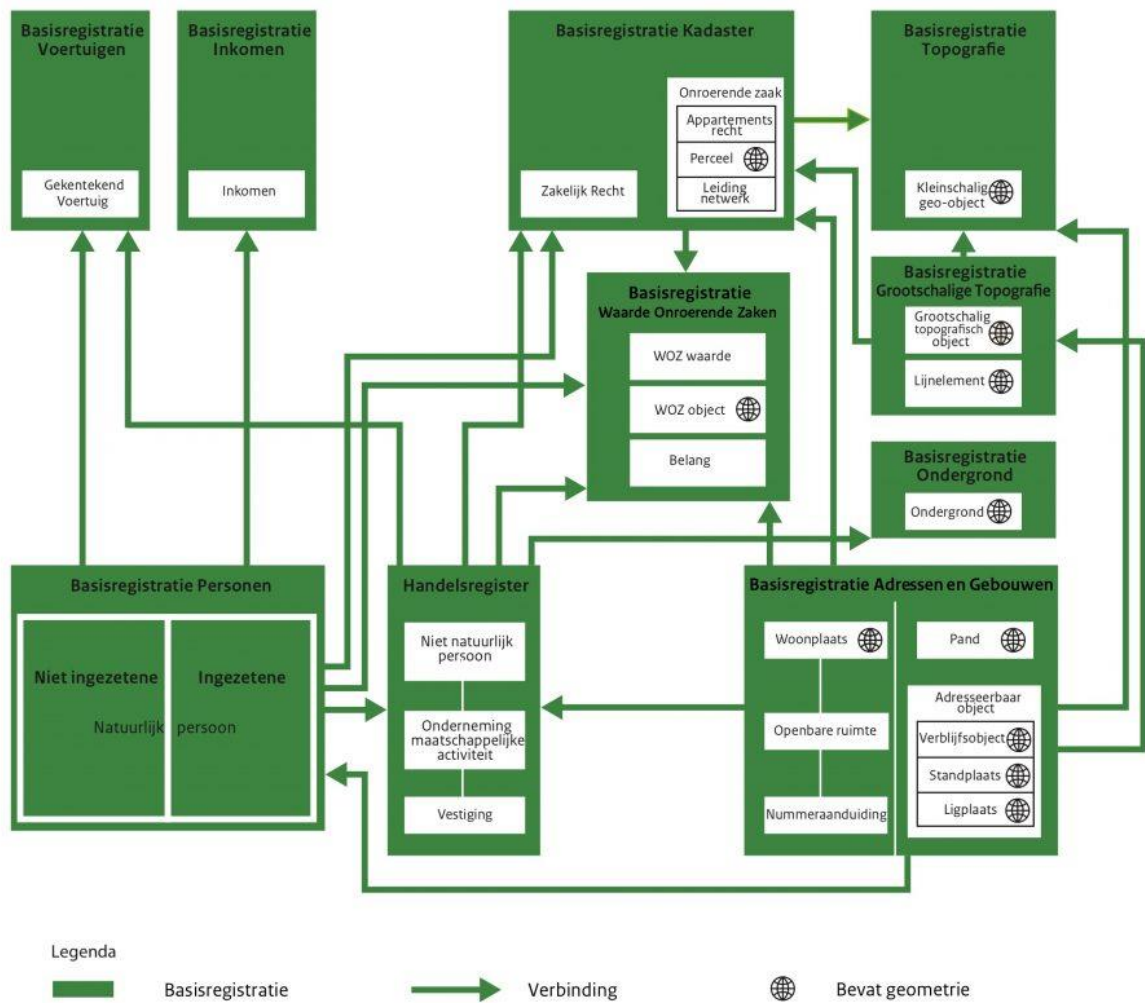 Basisregistratie
Voertuigen
Gekentekend
Voertuig
Basisregistratie
Inkomen
Inkomen
Basisregistratie Kadaster
Zakelijk Recht
Onroerende zaak
Appartements
recht
Perceel
Leiding
netwerk
Basisregistratie
Topografie
Kleinschalig
geo-object
Basisregistratie
Waarde Onroerende Zaken
WOZ waarde
WOZ object
Belang
Basisregistratie
Grootschalige Topografie
Grootschalig
topografisch
object
Lijnelement
Basisregistratie
Ondergrond
Ondergrond
Basisregistratie Personen
Niet ingezetene
Ingezetene
Natuurlijk persoon
Handelsregister
Niet natuurlijk
persoon
Onderneming
maatschappelijke
activiteit
Vestiging
Basisregistratie Adressen en Gebouwen
Woonplaats
Openbare ruimte
Nummeraanduiding
Pand
Adresseerbaar
object
Verblijfsobject
Standplaats
Ligplaats
Legenda
Basisregistratie
Verbinding
Bevat geometrie